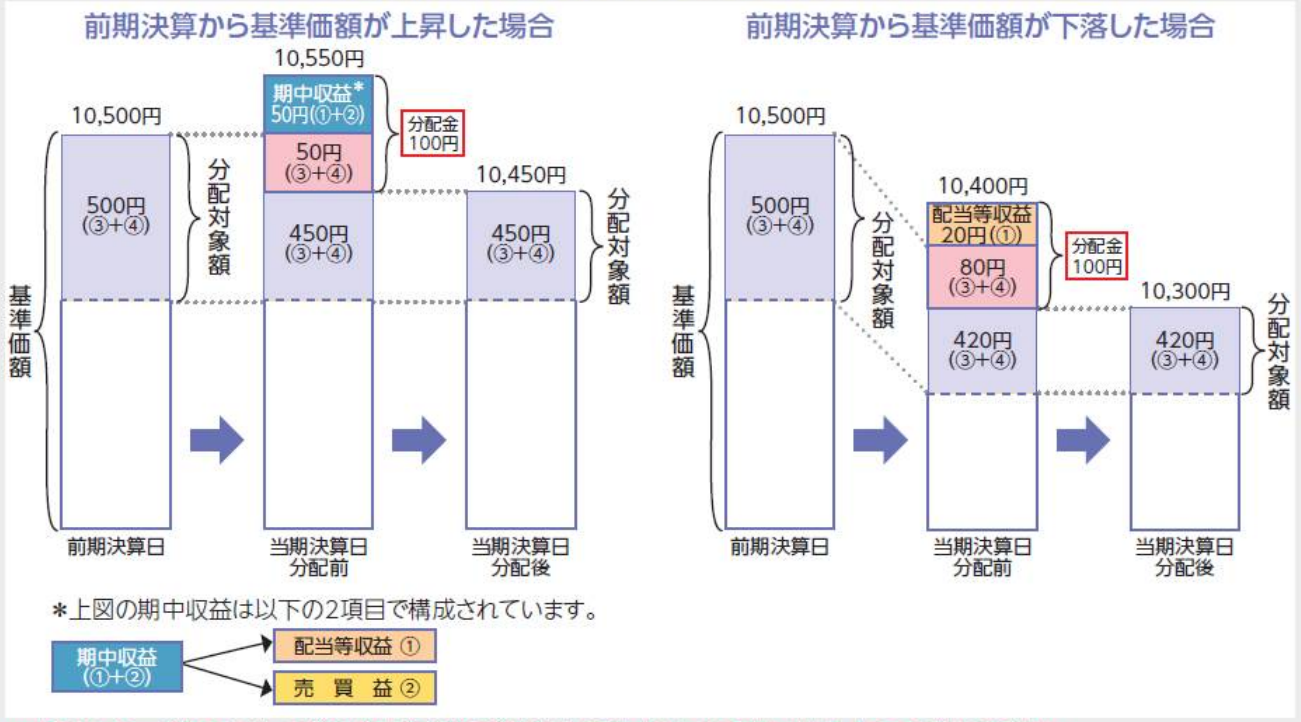 前期決算から基準価額が上昇した場合
10,500円
10,550円
期中収益*
50円(①+②)
分配金
100円
50円
(③+④)
10,450円
500円
(③+④)
分配対象額
450円
(③+④)
450円
(③+④)
分配対象額
基準価額
前期決算日
当期決算日
分配前
当期決算日
分配後
前期決算から基準価額が下落した場合
10,500円
10,400円
配当等収益
20円(①)
分配金
100円
80円
(③+④)
10,300円
500円
(③+④)
分配対象額
420円
(③+④)
420円
(③+④)
分配対象額
基準価額
前期決算日
当期決算日
分配前
当期決算日
分配後
*上図の期中収益は以下の2項目で構成されています。
期中収益
(①+②)
配当等収益 ①
売 買 益 ②